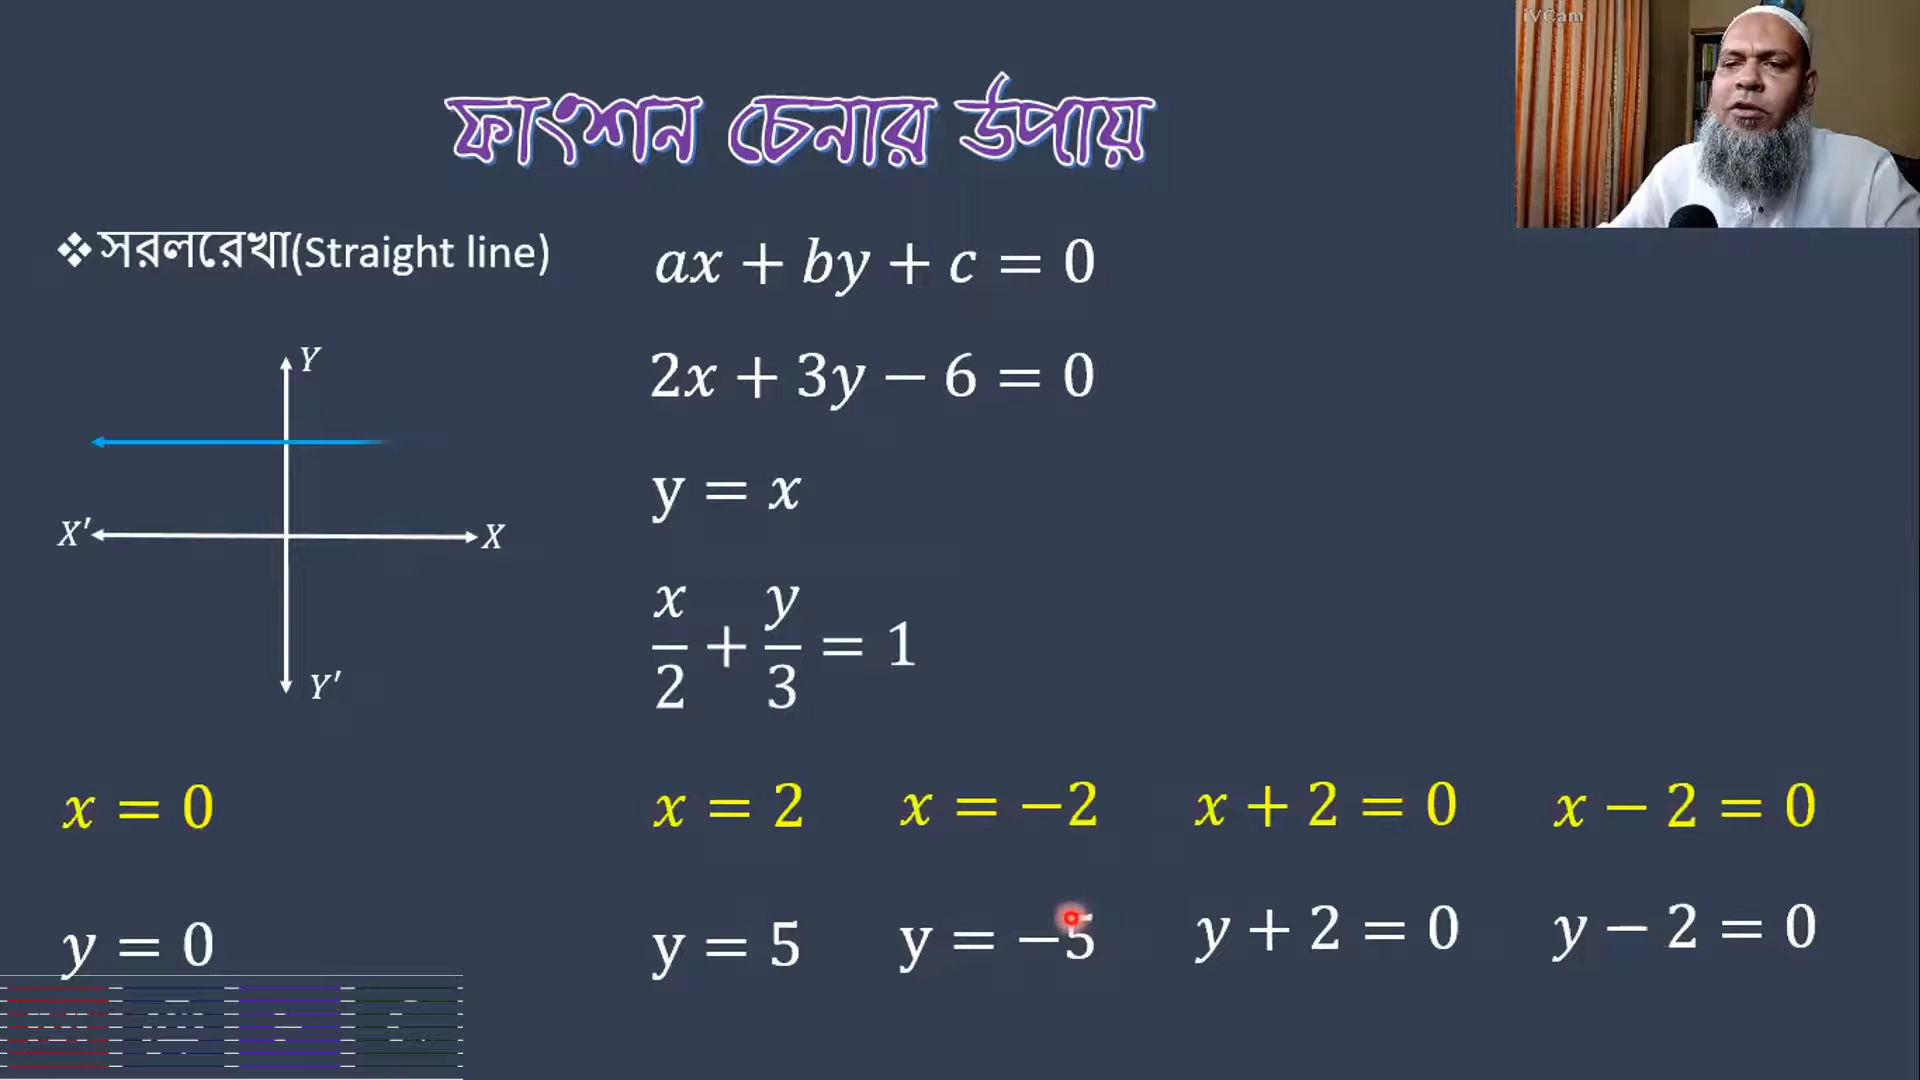 iVCam
ফাংশন চেনার উপায়
❖সরলরেখা(Straight line)
ax + by + c = 0
2x + 3y − 6 = 0
Y
y = x
X′ X
x/2 + y/3 = 1
Y′
x = 0 x = 2 x = −2 x + 2 = 0 x − 2 = 0
y = 0 y = 5 y = −5 y + 2 = 0 y − 2 = 0